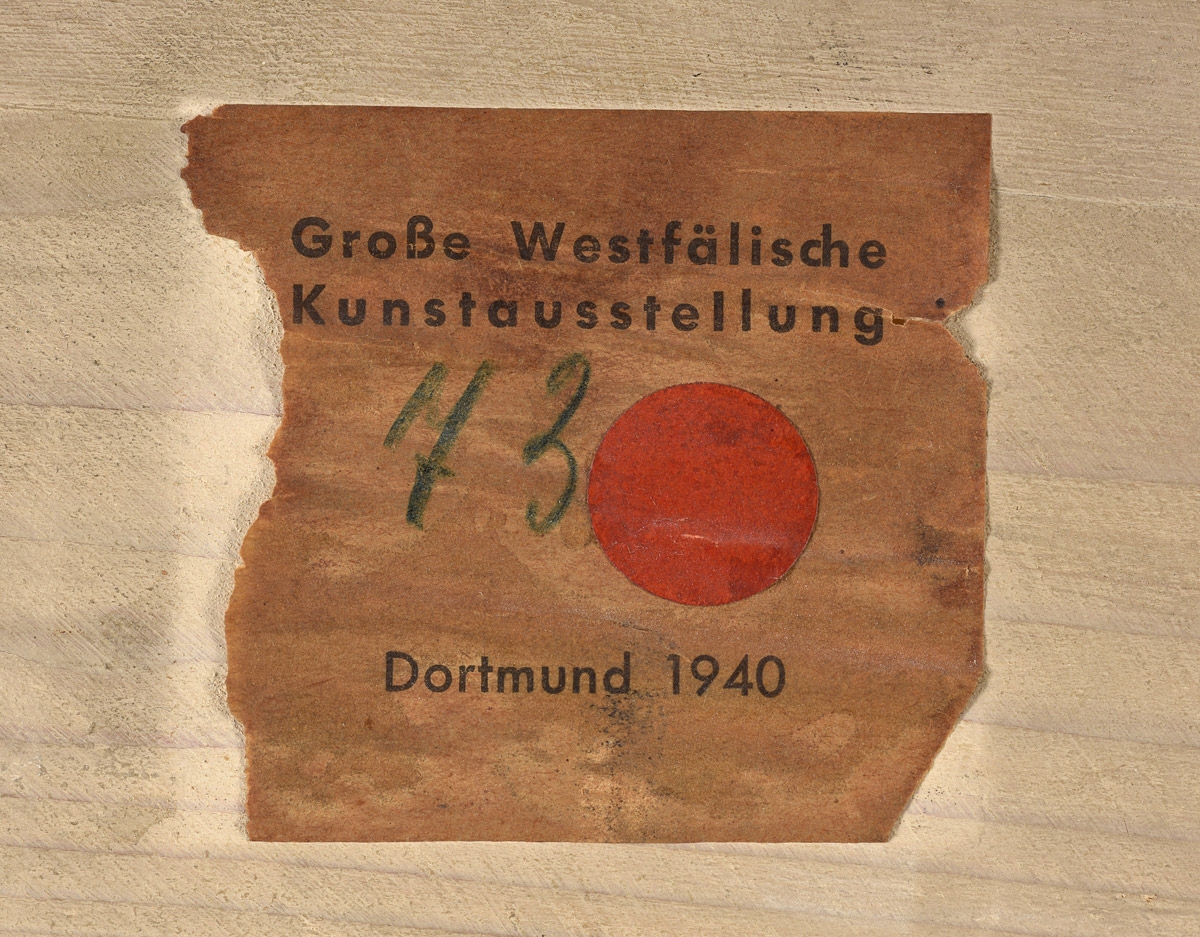 Große Westfälische
Kunstausstellung
73
Dortmund 1940